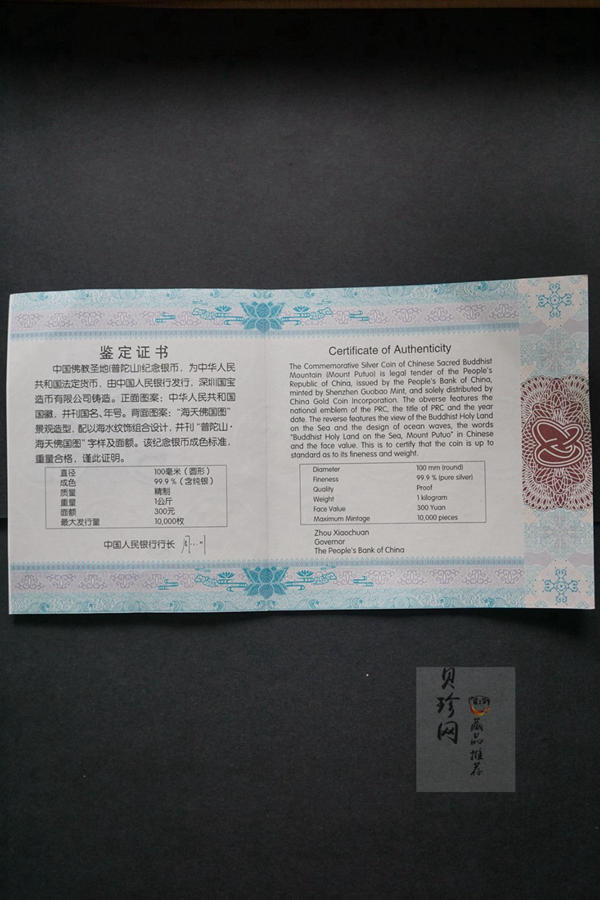 鉴定证书
中国佛教圣地(普陀山)纪念银币，为中华人民
共和国法定货币，由中国人民银行发行，深圳国宝
造币有限公司铸造。正面图案：中华人民共和国
国徽，并刊国名、年号。背面图案：“海天佛国图”
景观造型，配以海水纹饰组合设计，并刊“普陀山·
海天佛国图”字样及面额。该纪念银币成色标准，
重量合格，谨此证明。
直径 100毫米（圆形）
成色 99.9％（含纯银）
质量 精制
重量 1公斤
面额 300元
最大发行量 10,000枚
中国人民银行行长
Certificate of Authenticity
The Commemorative Silver Coin of Chinese Sacred Buddhist
Mountain (Mount Putuo) is legal tender of the People's
Republic of China, issued by the People's Bank of China,
minted by Shenzhen Guobao Mint, and solely distributed by
China Gold Coin Incorporation. The obverse features the
national emblem of the PRC, the title of PRC and the year
date. The reverse features the view of the Buddhist Holy Land
on the Sea and the design of ocean waves, the words
"Buddhist Holy Land on the Sea, Mount Putuo" in Chinese
and the face value. This is to certify that the coin is up to
standard as to its fineness and weight.
Diameter 100 mm (round)
Fineness 99.9 % (pure silver)
Quality Proof
Weight 1 kilogram
Face Value 300 Yuan
Maximum Mintage 10,000 pieces
Zhou Xiaochuan
Governor
The People's Bank of China
贝珍网
藏品推荐